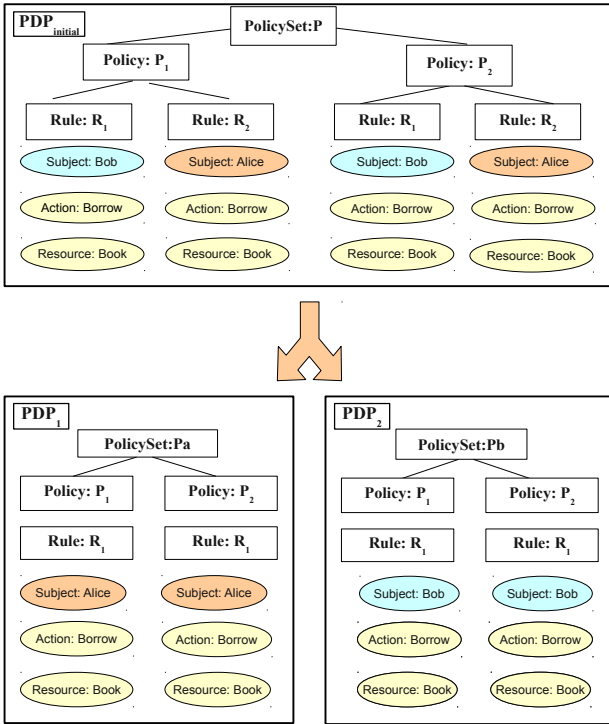 PDP initial
PolicySet:P
Policy: P1 Policy: P2
Rule: R1 Rule: R2 Rule: R1 Rule: R2
Subject: Bob Subject: Alice Subject: Bob Subject: Alice
Action: Borrow Action: Borrow Action: Borrow Action: Borrow
Resource: Book Resource: Book Resource: Book Resource: Book
PDP1
PolicySet:Pa
Policy: P1 Policy: P2
Rule: R1 Rule: R1
Subject: Alice Subject: Alice
Action: Borrow Action: Borrow
Resource: Book Resource: Book
PDP2
PolicySet:Pb
Policy: P1 Policy: P2
Rule: R1 Rule: R1
Subject: Bob Subject: Bob
Action: Borrow Action: Borrow
Resource: Book Resource: Book